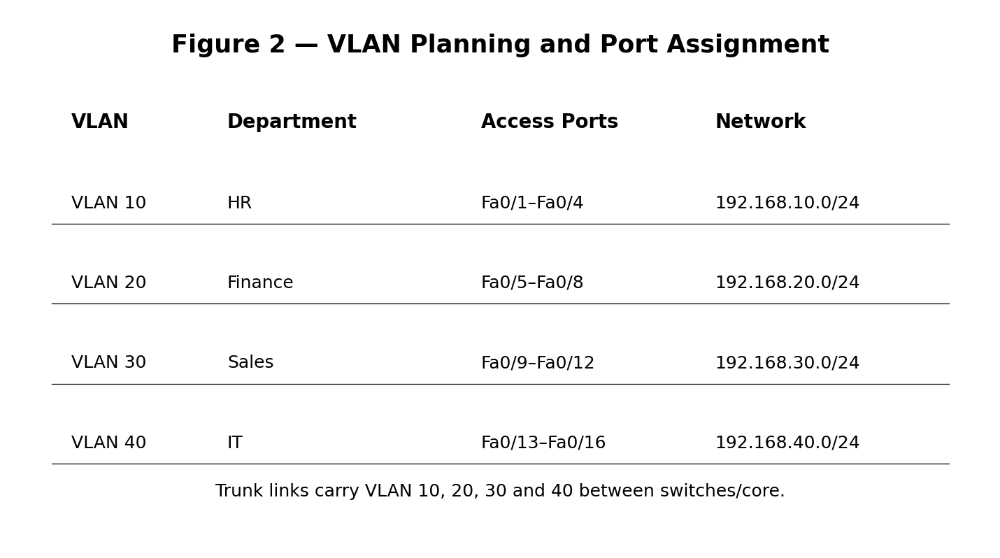 Figure 2 — VLAN Planning and Port Assignment
VLAN Department Access Ports Network
VLAN 10 HR Fa0/1–Fa0/4 192.168.10.0/24
VLAN 20 Finance Fa0/5–Fa0/8 192.168.20.0/24
VLAN 30 Sales Fa0/9–Fa0/12 192.168.30.0/24
VLAN 40 IT Fa0/13–Fa0/16 192.168.40.0/24
Trunk links carry VLAN 10, 20, 30 and 40 between switches/core.